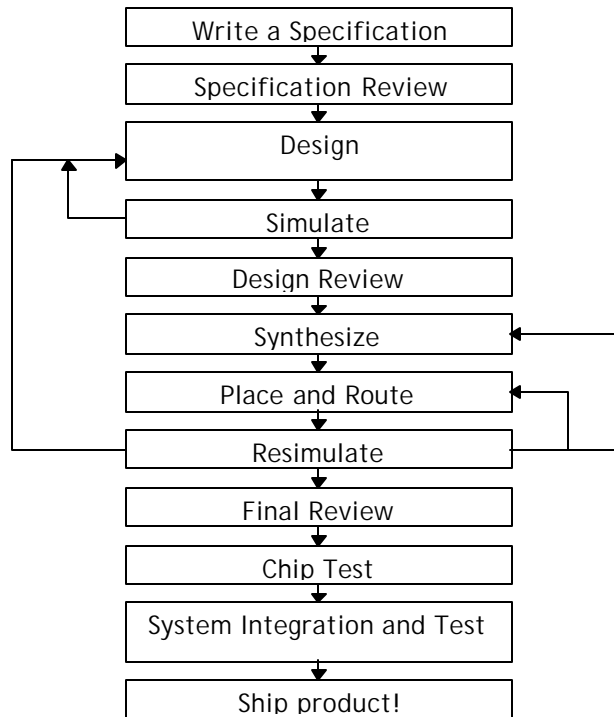 Write a Specification
Specification Review
Design
Simulate
Design Review
Synthesize
Place and Route
Resimulate
Final Review
Chip Test
System Integration and Test
Ship product!